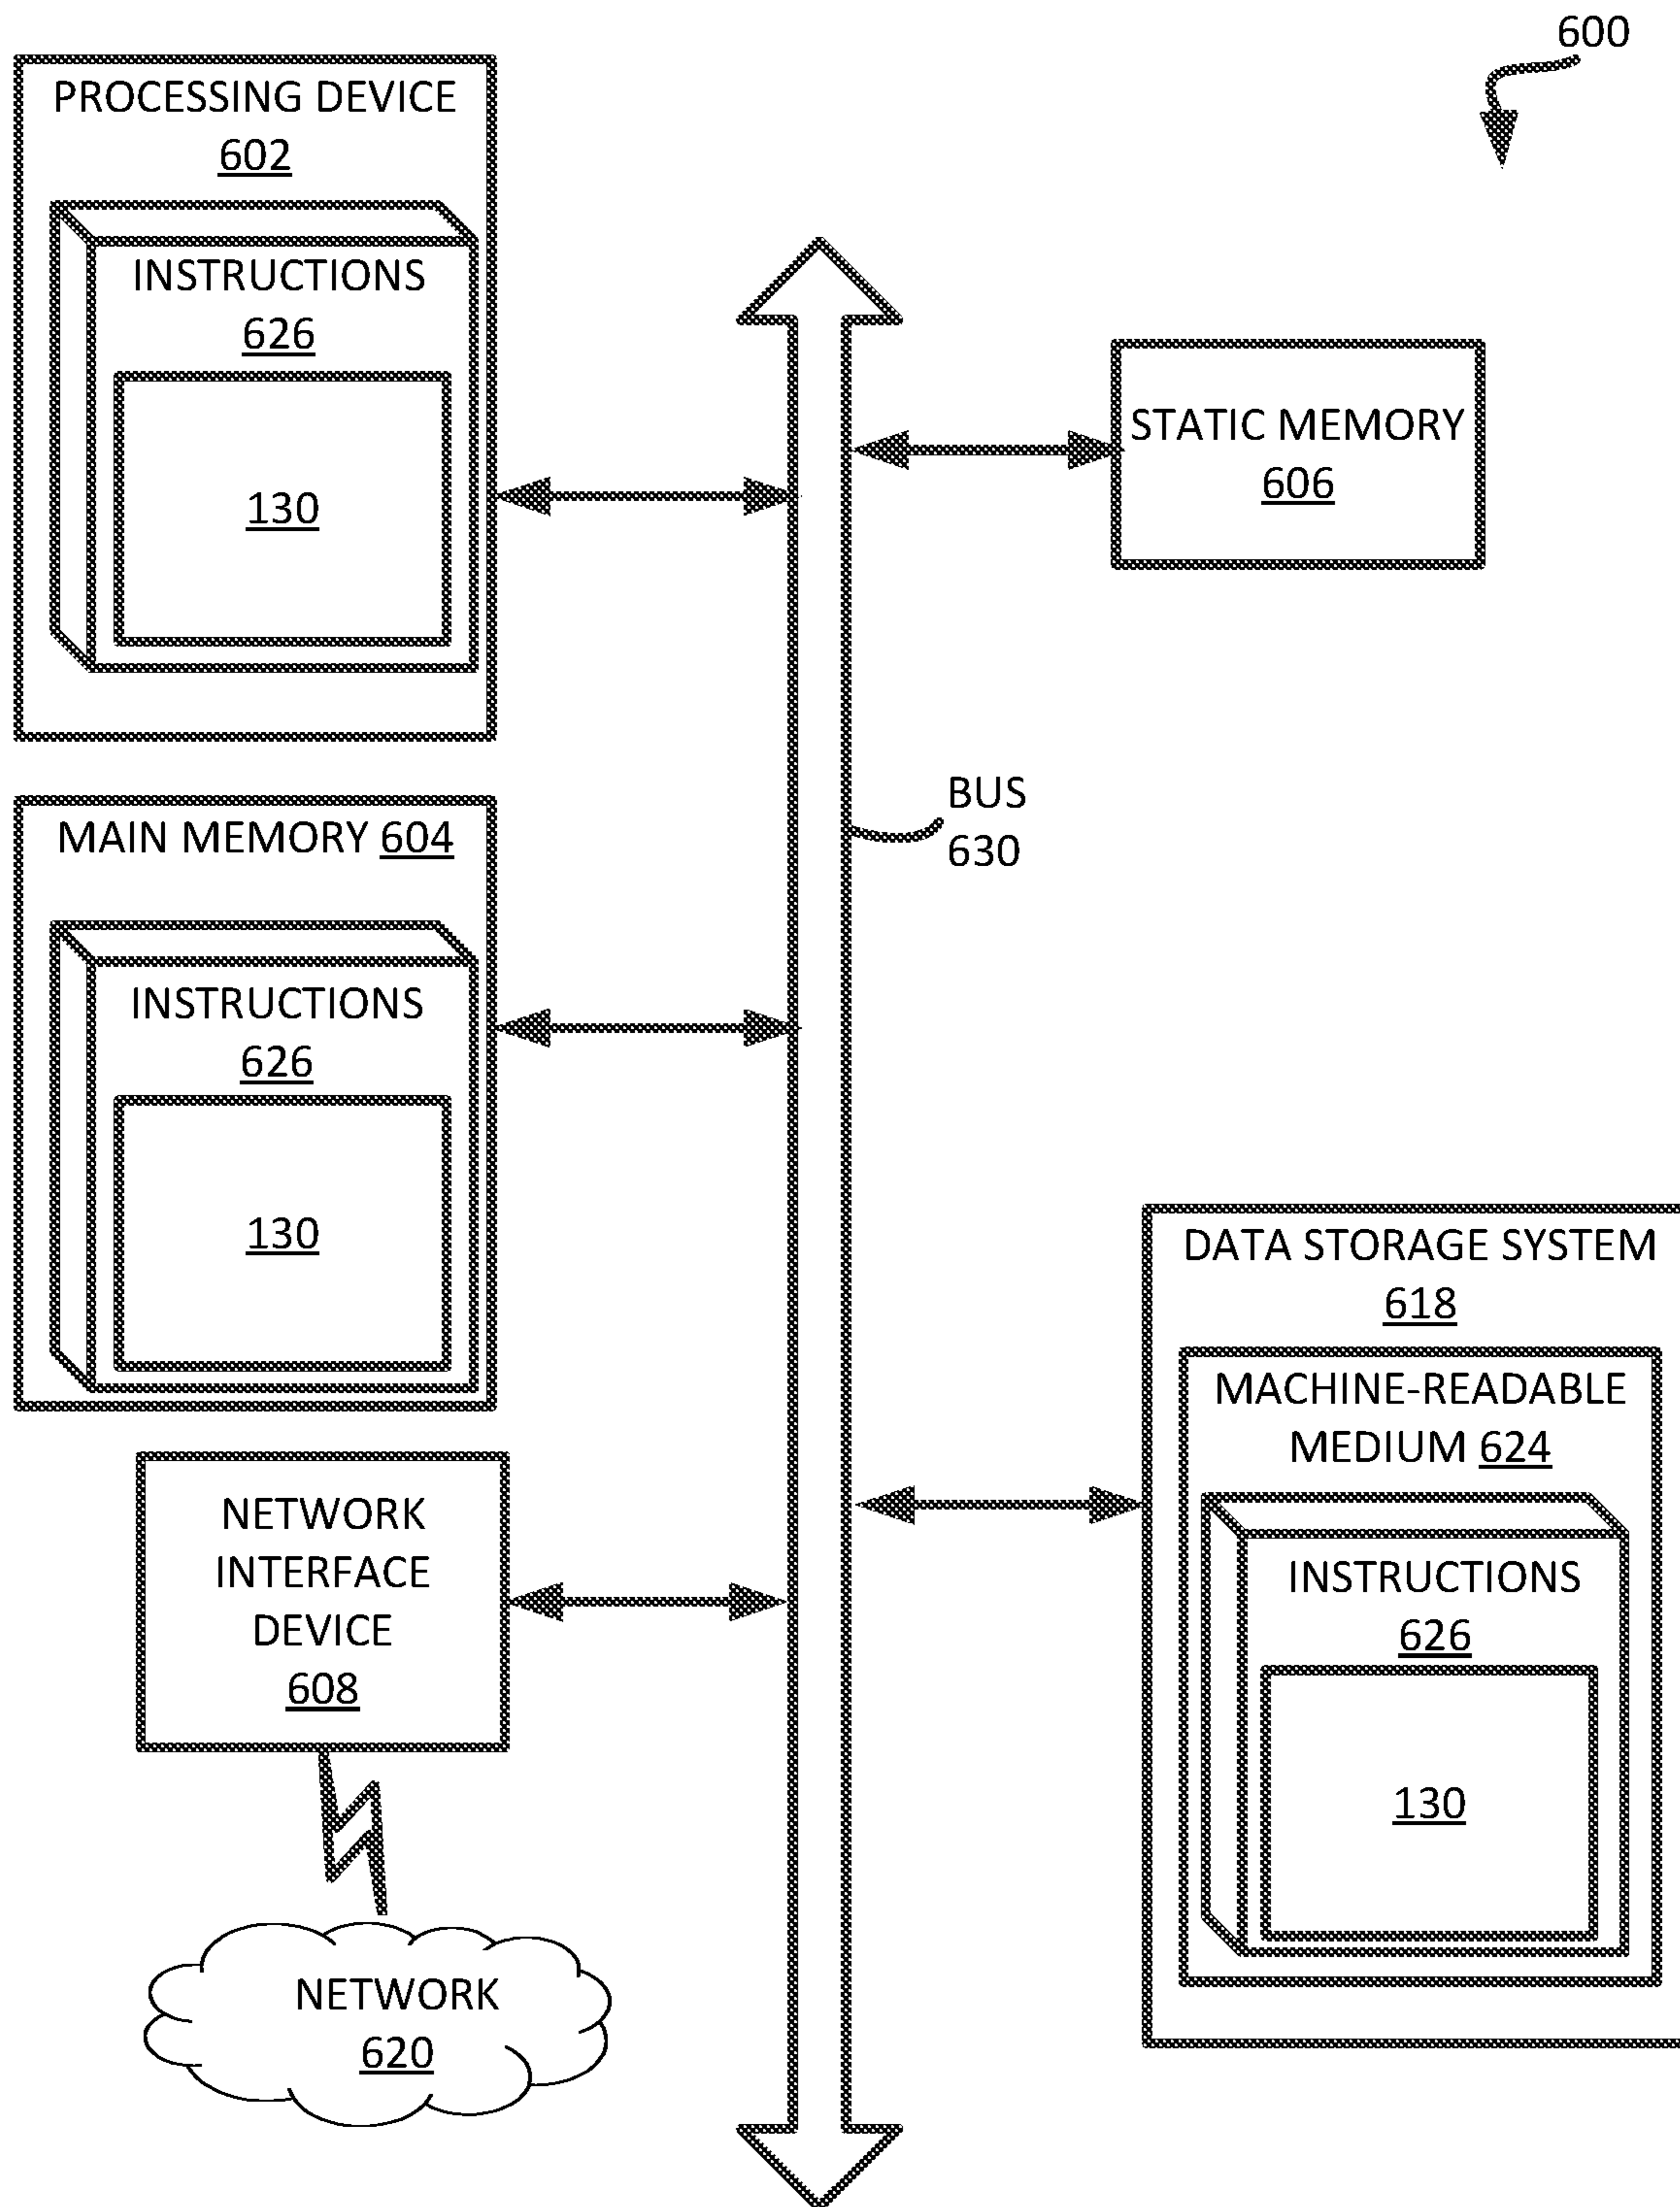 600
PROCESSING DEVICE
602
INSTRUCTIONS
626
130
STATIC MEMORY
606
BUS
630
MAIN MEMORY 604
INSTRUCTIONS
626
130
DATA STORAGE SYSTEM
618
MACHINE-READABLE
MEDIUM 624
INSTRUCTIONS
626
130
NETWORK
INTERFACE
DEVICE
608
NETWORK
620